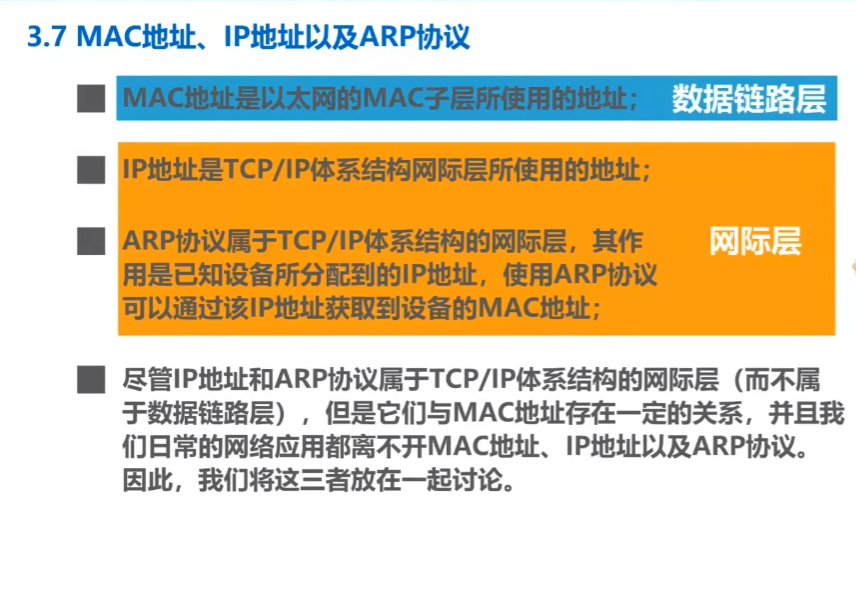 3.7 MAC地址、IP地址以及ARP协议
MAC地址是以太网的MAC子层所使用的地址； 数据链路层
IP地址是TCP/IP体系结构网际层所使用的地址；
ARP协议属于TCP/IP体系结构的网际层，其作
用是已知设备所分配到的IP地址，使用ARP协议
可以通过该IP地址获取到设备的MAC地址；
网际层
尽管IP地址和ARP协议属于TCP/IP体系结构的网际层（而不属
于数据链路层），但是它们与MAC地址存在一定的关系，并且我
们日常的网络应用都离不开MAC地址、IP地址以及ARP协议。
因此，我们将这三者放在一起讨论。